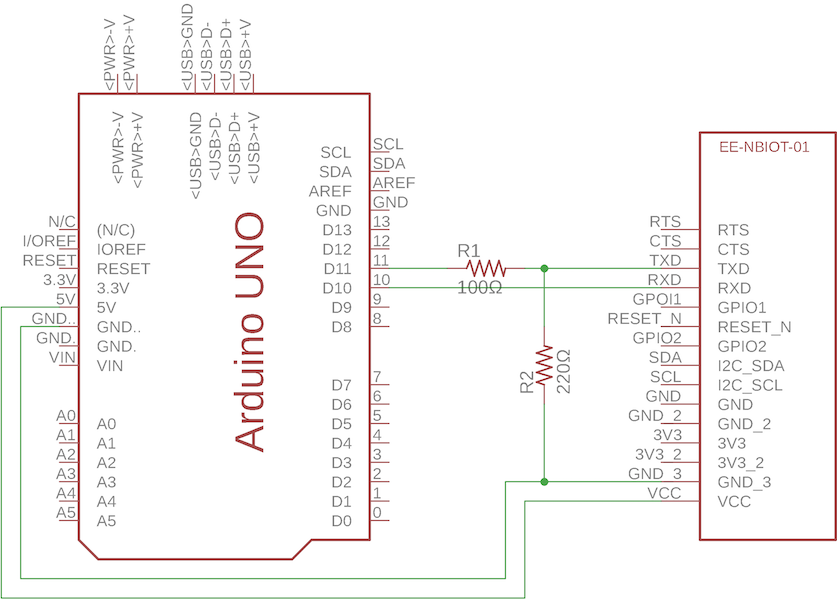 <PWR>-V
<PWR>+V
<USB>GND
<USB>D-
<USB>D+
<USB>+V
<PWR>-V
<PWR>+V
<USB>GND
<USB>D-
<USB>D+
<USB>+V
Arduino UNO
N/C (N/C)
I/OREF IOREF
RESET RESET
3.3V 3.3V
5V 5V
GND.. GND..
GND. GND.
VIN VIN
A0 A0
A1 A1
A2 A2
A3 A3
A4 A4
A5 A5
SCL SCL
SDA SDA
AREF AREF
GND GND
D13 13
D12 12
D11 11
D10 10
D9 9
D8 8
D7 7
D6 6
D5 5
D4 4
D3 3
D2 2
D1 1
D0 0
R1
100Ω
R2
220Ω
EE-NBIOT-01
RTS RTS
CTS CTS
TXD TXD
RXD RXD
GPOI1 GPIO1
RESET_N RESET_N
GPIO2 GPIO2
SDA I2C_SDA
SCL I2C_SCL
GND GND
GND_2 GND_2
3V3 3V3
3V3_2 3V3_2
GND_3 GND_3
VCC VCC